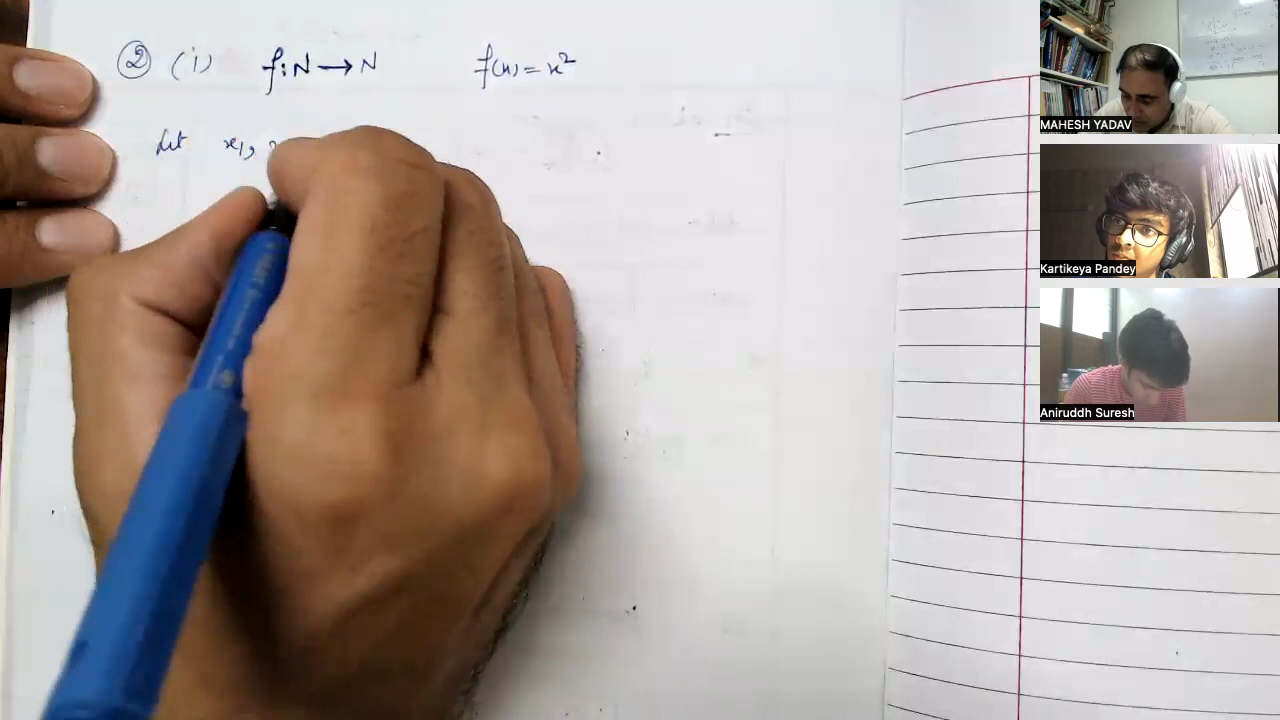 ② (i) f: N → N f(x) = x²
Let x₁,
MAHESH YADAV
Kartikeya Pandey
Aniruddh Suresh